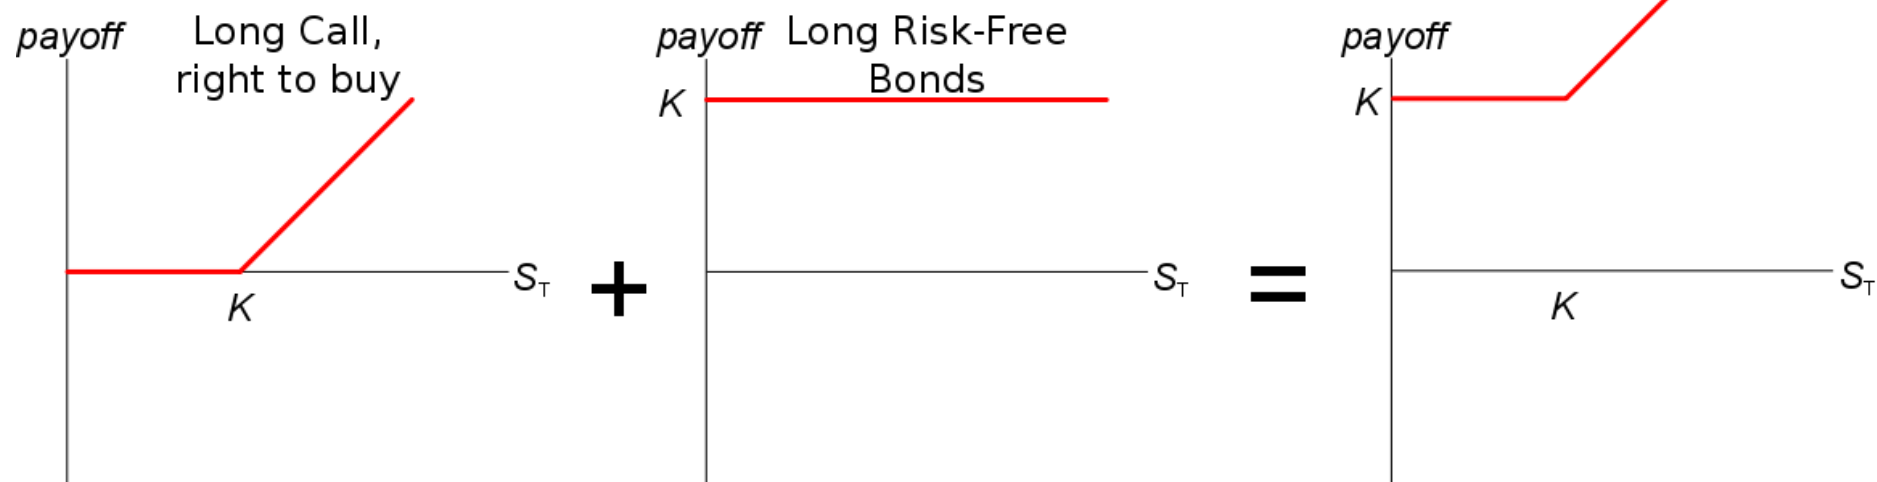 payoff
Long Call,
right to buy
K
S_T
+
payoff
Long Risk-Free
Bonds
K
S_T
=
payoff
K
K
S_T